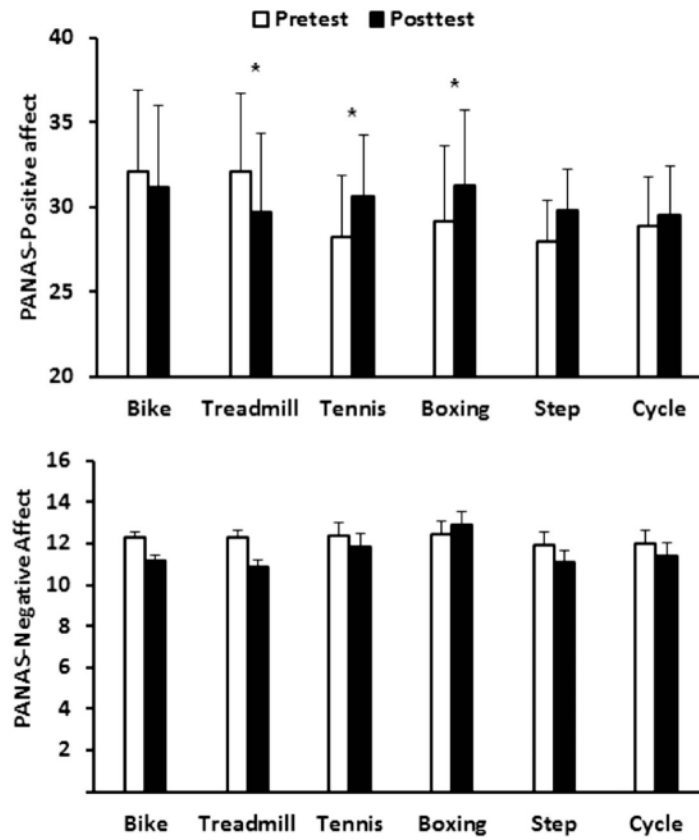 Pretest Posttest
PANAS-Positive affect
40
35
30
25
20
* * *
Bike Treadmill Tennis Boxing Step Cycle
PANAS-Negative Affect
16
14
12
10
8
6
4
2
Bike Treadmill Tennis Boxing Step Cycle